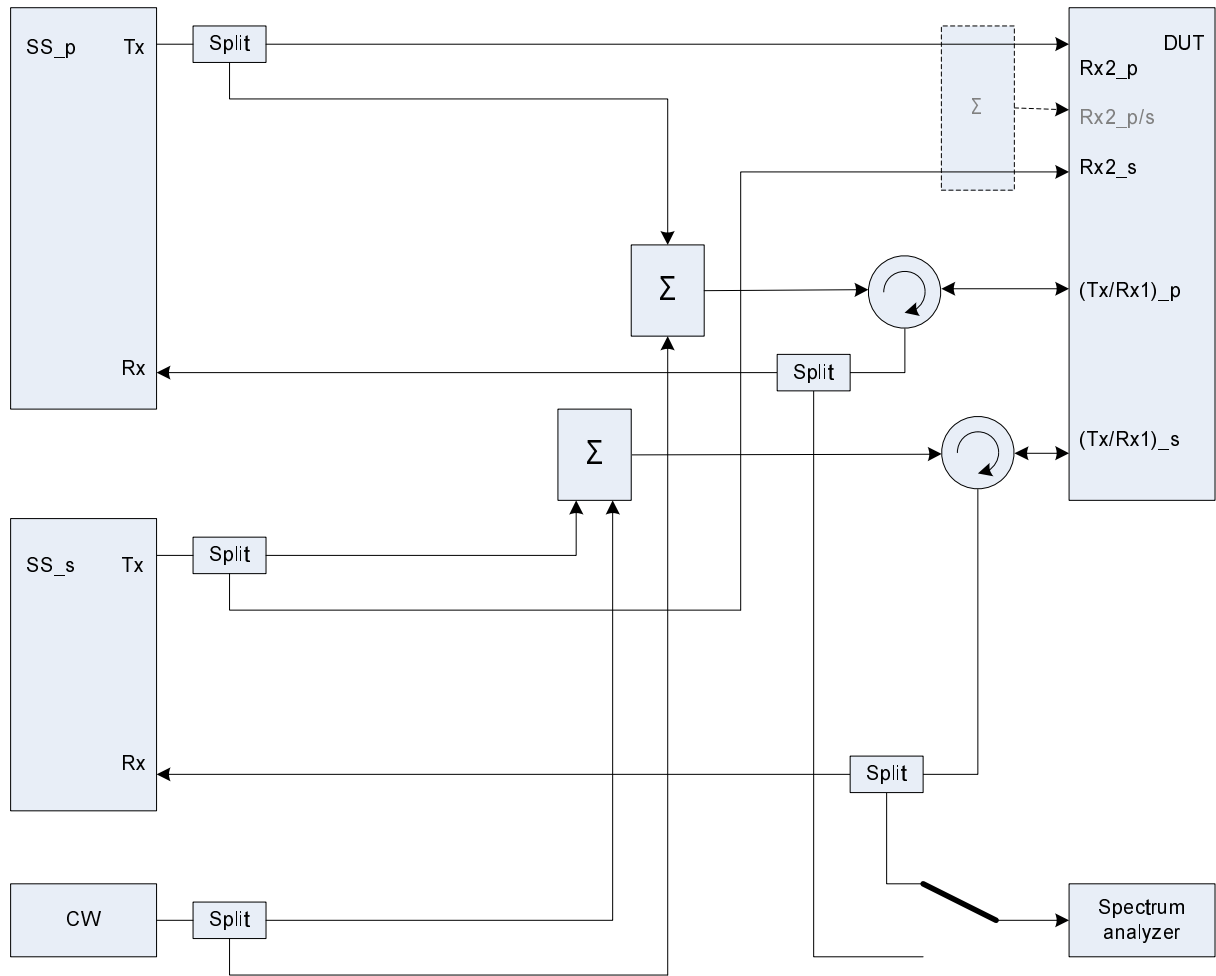 SS_p Tx Split DUT
Rx2_p
Σ Rx2_p/s
Rx2_s
Σ (Tx/Rx1)_p
Rx Split
Σ (Tx/Rx1)_s
SS_s Tx Split
Rx Split
CW Split Spectrum
analyzer